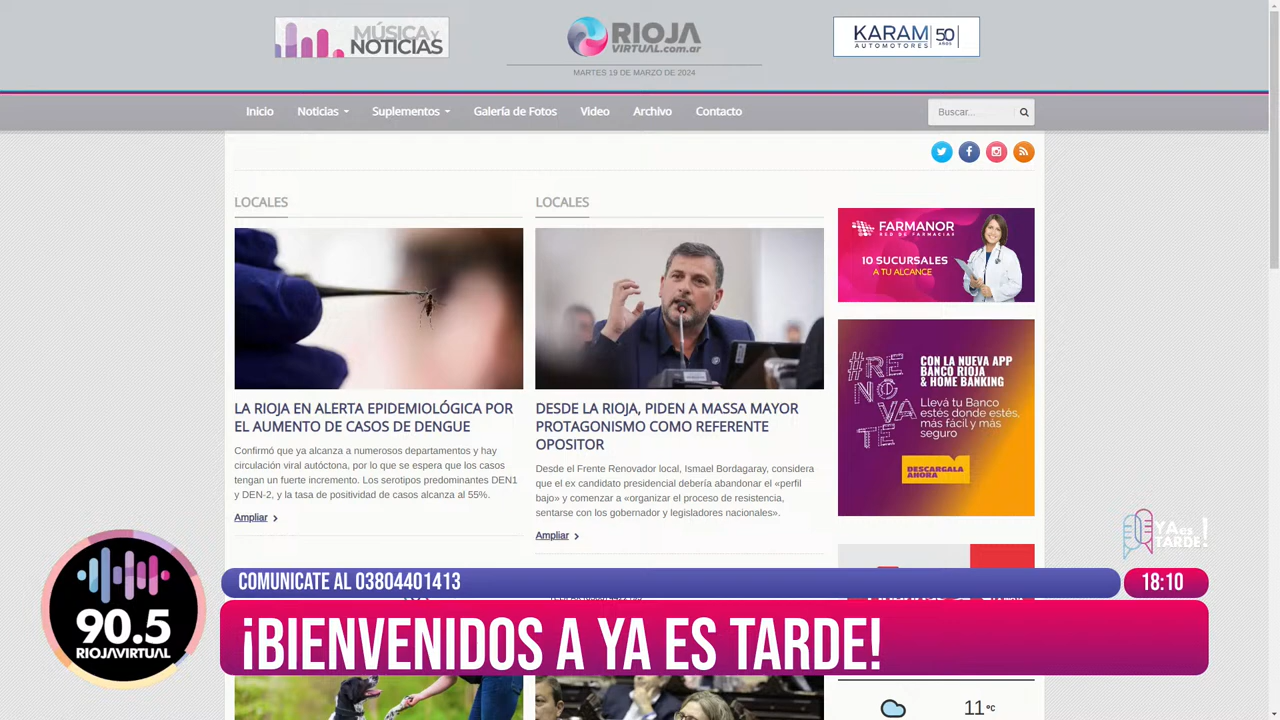 MÚSICA Y
NOTICIAS
RIOJA
VIRTUAL.com.ar
MARTES 19 DE MARZO DE 2024
KARAM 50
AUTOMOTORES AÑOS
Inicio Noticias Suplementos Galería de Fotos Video Archivo Contacto
Buscar...
LOCALES
LA RIOJA EN ALERTA EPIDEMIOLÓGICA POR
EL AUMENTO DE CASOS DE DENGUE
Confirmó que ya alcanza a numerosos departamentos y hay
circulación viral autóctona, por lo que se espera que los casos
tengan un fuerte incremento. Los serotipos predominantes DEN1
y DEN-2, y la tasa de positividad de casos alcanza al 55%.
Ampliar
LOCALES
DESDE LA RIOJA, PIDEN A MASSA MAYOR
PROTAGONISMO COMO REFERENTE
OPOSITOR
Desde el Frente Renovador local, Ismael Bordagaray, considera
que el ex candidato presidencial debería abandonar el «perfil
bajo» y comenzar a «organizar el proceso de resistencia,
sentarse con los gobernador y legisladores nacionales».
Ampliar
FARMANOR
RED DE FARMACIAS
10 SUCURSALES
A TU ALCANCE
#RE
NO
VA
TE
CON LA NUEVA APP
BANCO RIOJA
& HOME BANKING
Llevá tu Banco
estés donde estés,
más fácil y más
seguro
DESCARGALA
AHORA
YA es
TARDE!
COMUNICATE AL 03804401413
18:10
90.5
RIOJAVIRTUAL
¡BIENVENIDOS A YA ES TARDE!
11 °C